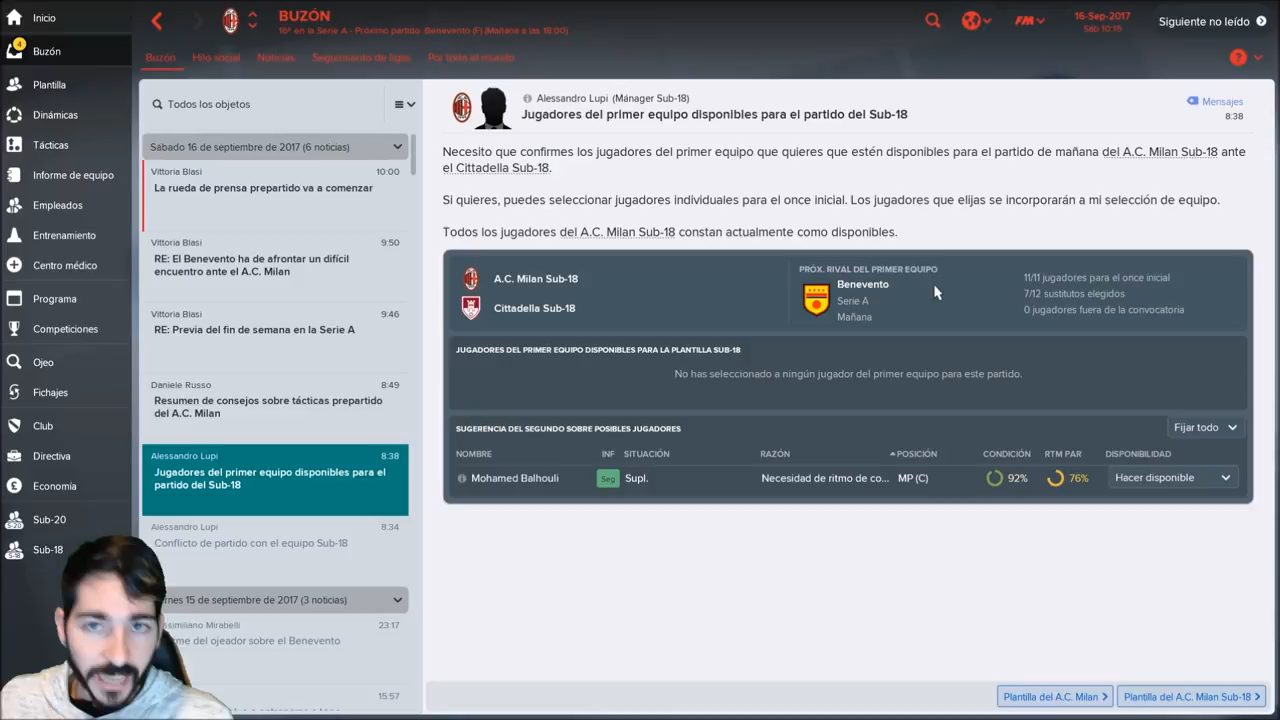 Inicio
Buzón
4
Plantilla
Dinámicas
Tácticas
Informe de equipo
Empleados
Entrenamiento
Centro médico
Programa
Competiciones
Ojeo
Fichajes
Club
Directiva
Economía
Sub-20
Sub-18
BUZÓN
16º en la Serie A - Próximo partido: Benevento (F) (Mañana a las 18:00)
FM
16-Sep-2017
Sáb 10:15
Siguiente no leído
Buzón Hilo social Noticias Seguimiento de lupas Por todo el mundo
Todos los objetos
Sábado 16 de septiembre de 2017 (6 noticias)
Vittoria Blasi 10:00
La rueda de prensa prepartido va a comenzar
Vittoria Blasi 9:50
RE: El Benevento ha de afrontar un difícil
encuentro ante el A.C. Milan
Vittoria Blasi 9:46
RE: Previa del fin de semana en la Serie A
Daniele Russo 8:49
Resumen de consejos sobre tácticas prepartido
del A.C. Milan
Alessandro Lupi 8:38
Jugadores del primer equipo disponibles para el
partido del Sub-18
Alessandro Lupi 8:34
Conflicto de partido con el equipo Sub-18
rnes 15 de septiembre de 2017 (3 noticias)
ssimiliano Mirabelli 23:17
rme del ojeador sobre el Benevento
15:57
Alessandro Lupi (Mánager Sub-18)
Jugadores del primer equipo disponibles para el partido del Sub-18
Mensajes
8:38
Necesito que confirmes los jugadores del primer equipo que quieres que estén disponibles para el partido de mañana del A.C. Milan Sub-18 ante
el Cittadella Sub-18.
Si quieres, puedes seleccionar jugadores individuales para el once inicial. Los jugadores que elijas se incorporarán a mi selección de equipo.
Todos los jugadores del A.C. Milan Sub-18 constan actualmente como disponibles.
A.C. Milan Sub-18
Cittadella Sub-18
PRÓX. RIVAL DEL PRIMER EQUIPO
Benevento
Serie A
Mañana
11/11 jugadores para el once inicial
7/12 sustitutos elegidos
0 jugadores fuera de la convocatoria
JUGADORES DEL PRIMER EQUIPO DISPONIBLES PARA LA PLANTILLA SUB-18
No has seleccionado a ningún jugador del primer equipo para este partido.
SUGERENCIA DEL SEGUNDO SOBRE POSIBLES JUGADORES
Fijar todo
NOMBRE INF SITUACIÓN RAZÓN POSICIÓN CONDICIÓN RTM PAR DISPONIBILIDAD
Mohamed Balhouli Seg Supl. Necesidad de ritmo de co... MP (C) 92% 76% Hacer disponible
Plantilla del A.C. Milan
Plantilla del A.C. Milan Sub-18